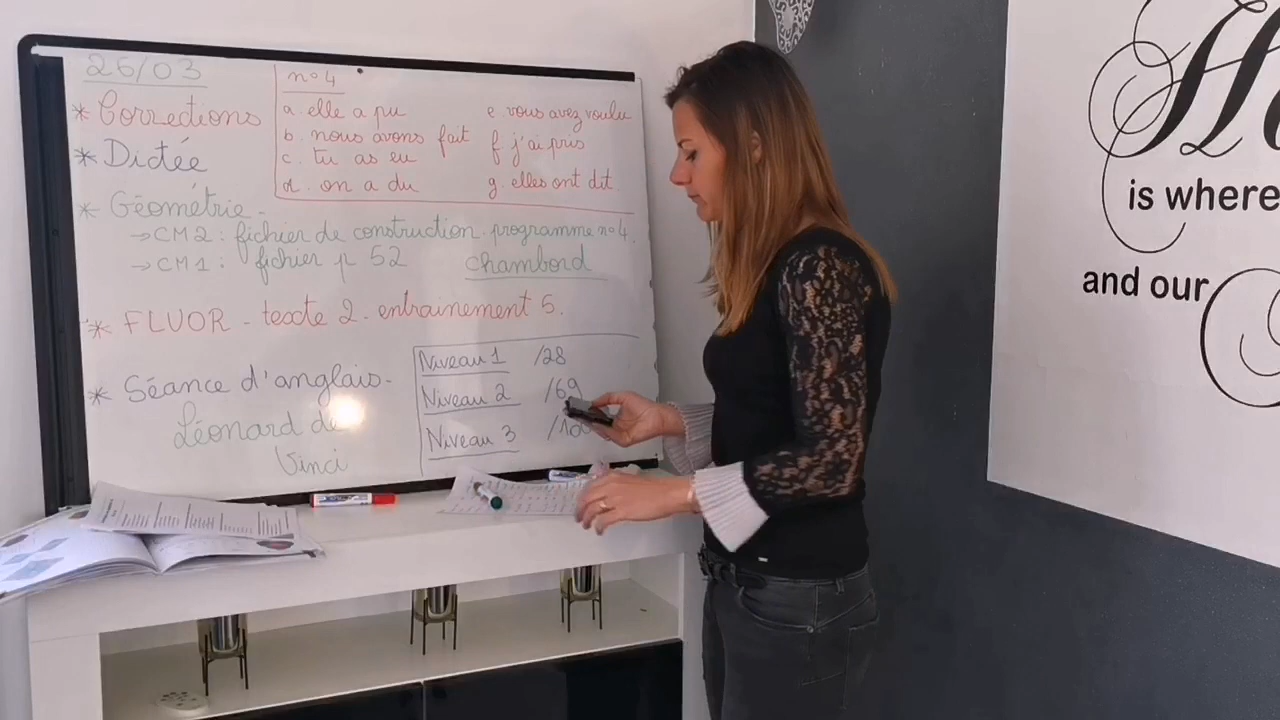 26/03
* Corrections
* Dictée
n°4
a. elle a pu
b. nous avons fait
c. tu as eu
d. on a du
e. vous avez voulu
f. j'ai pris
g. elles ont dit.
* Géométrie -
→ CM2 : fichier de construction. programme n°4.
→ CM1 : fichier p 52
chambord
* FLUOR - texte 2. entrainement 5.
* Séance d'anglais -
Léonard de
Vinci
Niveau 1 /28
Niveau 2 /69
Niveau 3
is where
and our